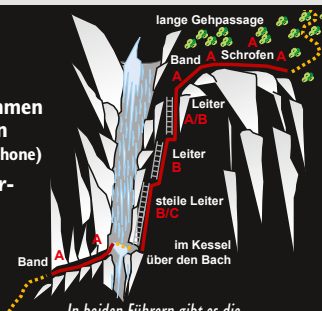 lange Gehpassage
Band A Schrofen A
A
Leiter
A/B
Leiter
B
steile Leiter
B/C
im Kessel
über den Bach
A
A
Band
men
n
hone)
r-
In beiden Führern gibt es die